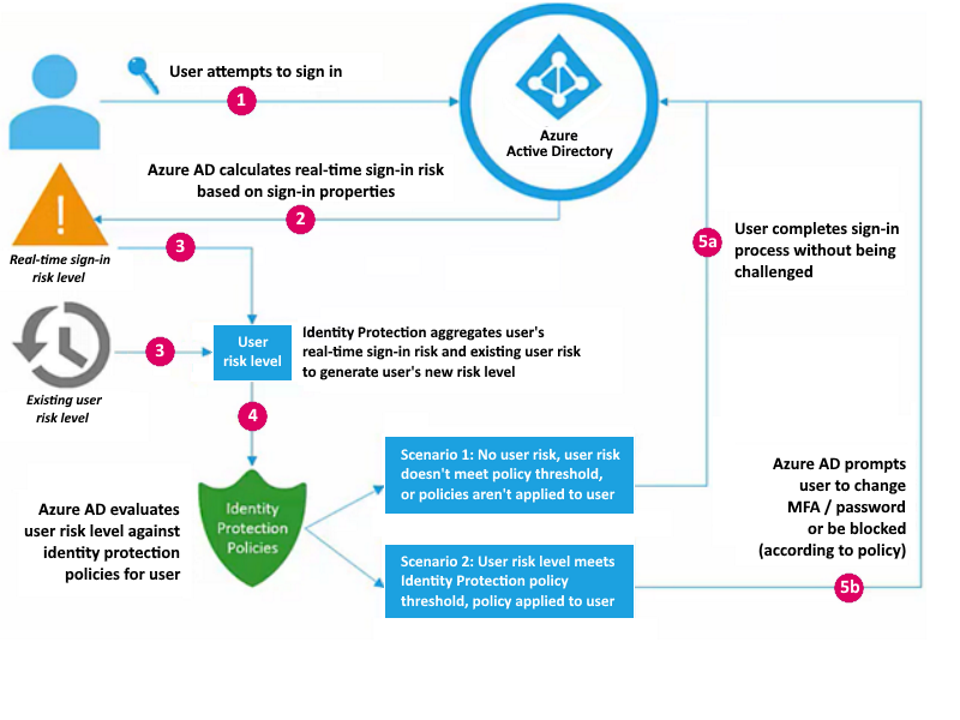 User attempts to sign in
1
Azure
Active Directory
Azure AD calculates real-time sign-in risk
based on sign-in properties
2
Real-time sign-in
risk level
3
5a
User completes sign-in
process without being
challenged
Existing user
risk level
3
User
risk level
Identity Protection aggregates user's
real-time sign-in risk and existing user risk
to generate user's new risk level
4
Azure AD evaluates
user risk level against
identity protection
policies for user
Identity
Protection
Policies
Scenario 1: No user risk, user risk
doesn't meet policy threshold,
or policies aren't applied to user
Scenario 2: User risk level meets
Identity Protection policy
threshold, policy applied to user
Azure AD prompts
user to change
MFA / password
or be blocked
(according to policy)
5b